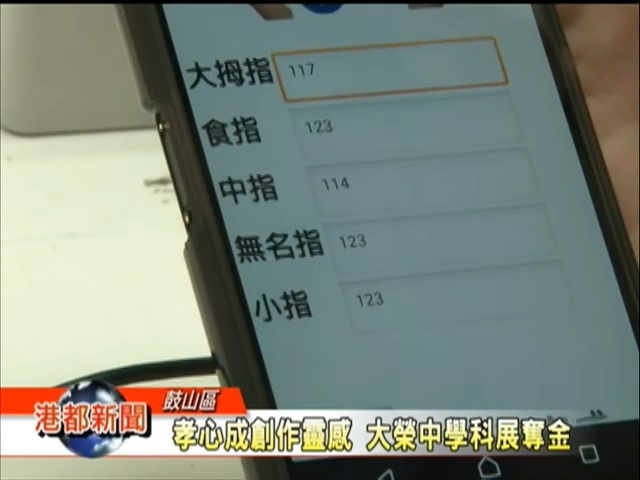 大拇指 117
食指 123
中指 114
無名指 123
小指 123
鼓山區
港都新聞
孝心成創作靈感 大榮中學科展奪金